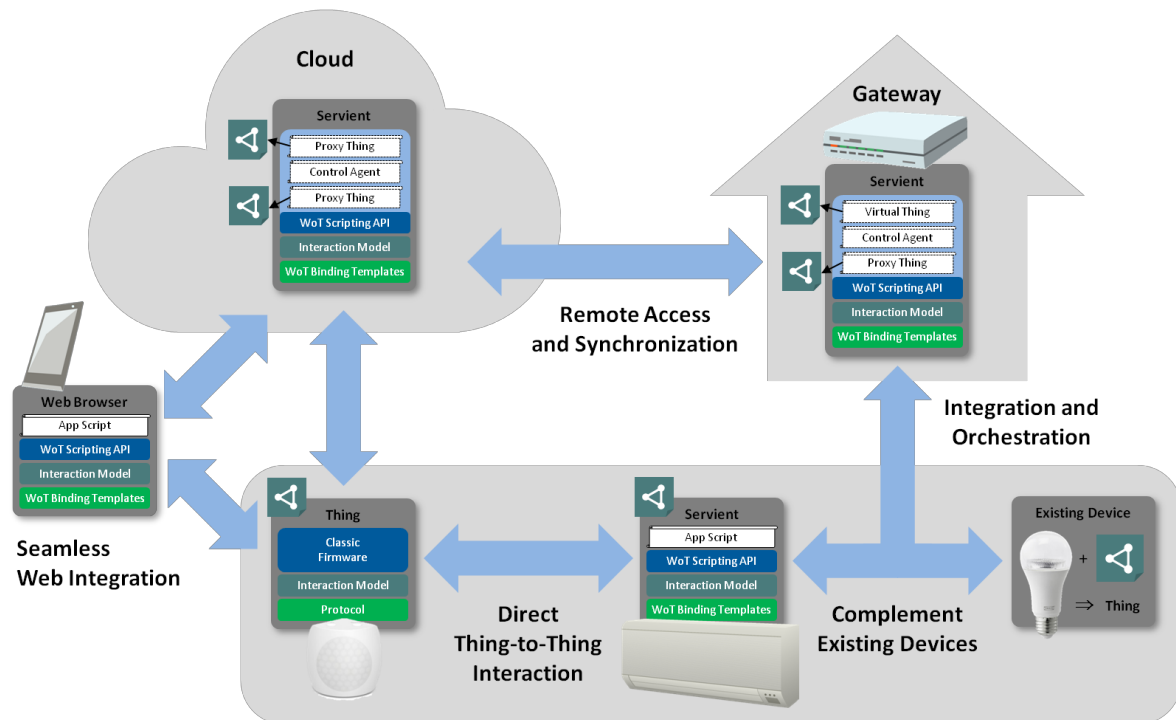 Cloud
Servient
Proxy Thing
Control Agent
Proxy Thing
WoT Scripting API
Interaction Model
WoT Binding Templates
Gateway
Servient
Virtual Thing
Control Agent
Proxy Thing
WoT Scripting API
Interaction Model
WoT Binding Templates
Remote Access
and Synchronization
Web Browser
App Script
WoT Scripting API
Interaction Model
WoT Binding Templates
Seamless
Web Integration
Integration and
Orchestration
Thing
Classic
Firmware
Interaction Model
Protocol
Direct
Thing-to-Thing
Interaction
Servient
App Script
WoT Scripting API
Interaction Model
WoT Binding Templates
Complement
Existing Devices
Existing Device
+
⇒ Thing